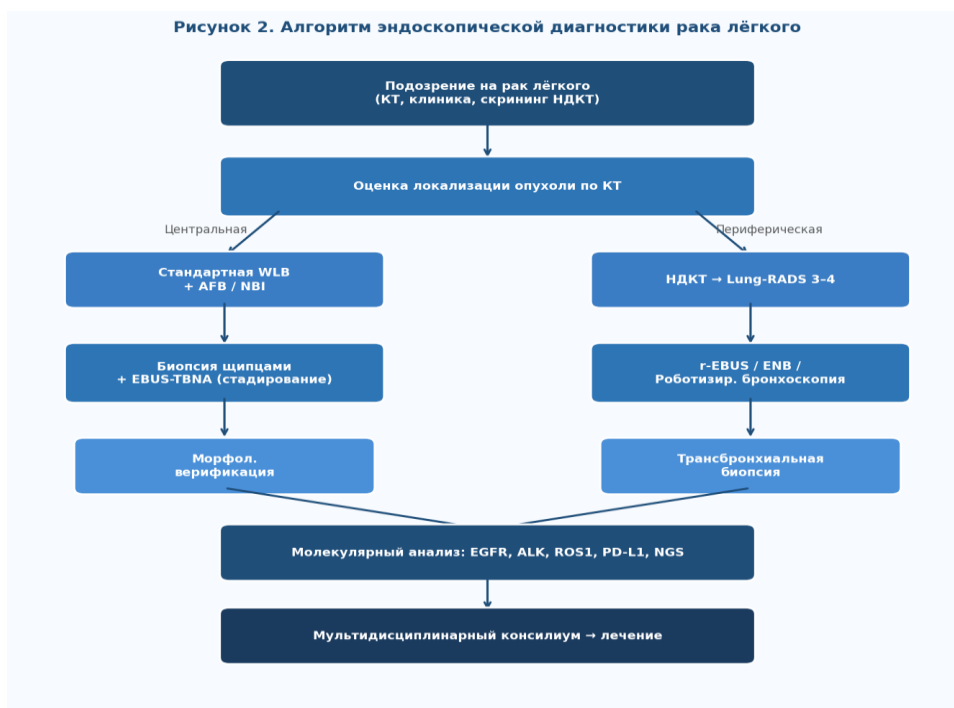 Рисунок 2. Алгоритм эндоскопической диагностики рака лёгкого
Подозрение на рак лёгкого
(КТ, клиника, скрининг НДКТ)
Оценка локализации опухоли по КТ
Центральная
Периферическая
Стандартная WLB
+ AFB / NBI
НДКТ → Lung-RADS 3–4
Биопсия щипцами
+ EBUS-TBNA (стадирование)
r-EBUS / ENB /
Роботизир. бронхоскопия
Морфол.
верификация
Трансбронхиальная
биопсия
Молекулярный анализ: EGFR, ALK, ROS1, PD-L1, NGS
Мультидисциплинарный консилиум → лечение